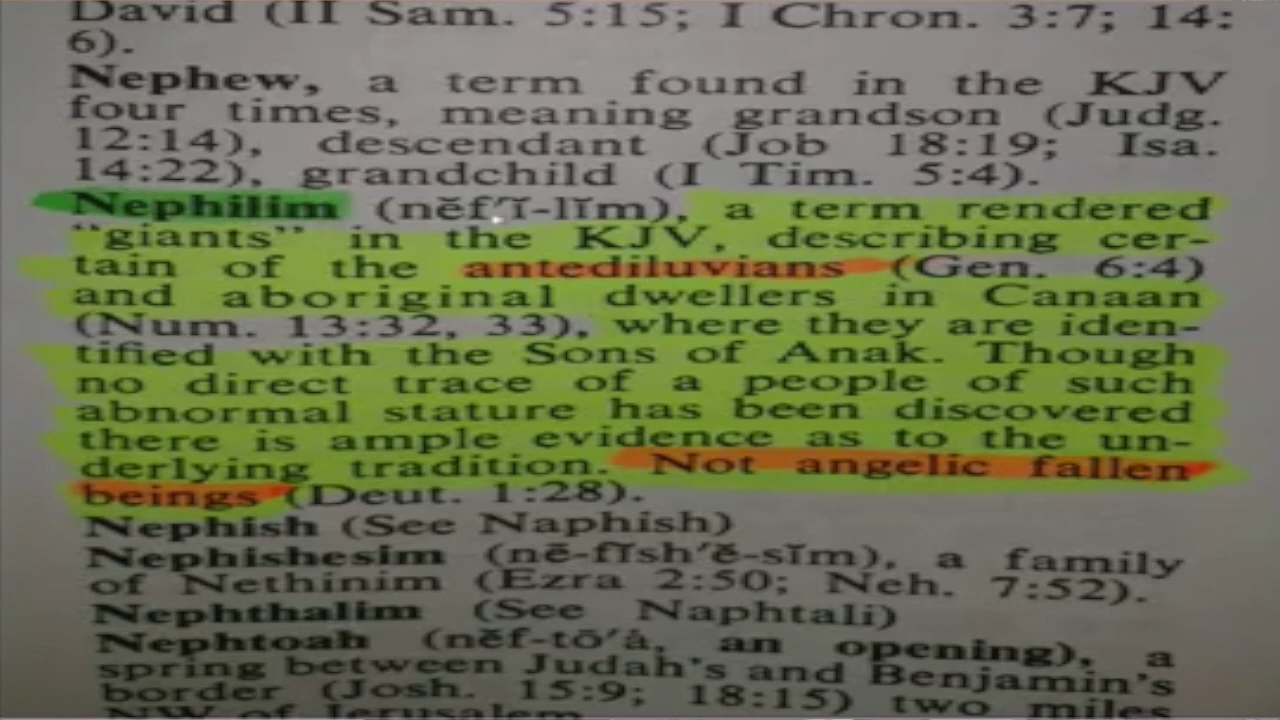 David (II Sam. 5:15; I Chron. 3:7; 14:
6).
Nephew, a term found in the KJV
four times, meaning grandson (Judg.
12:14), descendant (Job 18:19; Isa.
14:22), grandchild (I Tim. 5:4).
Nephilim (nĕf'ĭ-lĭm), a term rendered
"giants" in the KJV, describing cer-
tain of the antediluvians (Gen. 6:4)
and aboriginal dwellers in Canaan
(Num. 13:32, 33), where they are iden-
tified with the Sons of Anak. Though
no direct trace of a people of such
abnormal stature has been discovered
there is ample evidence as to the un-
derlying tradition. Not angelic fallen
beings (Deut. 1:28).
Nephish (See Naphish)
Nephishesim (nē-fĭsh'ĕ-sĭm), a family
of Nethinim (Ezra 2:50; Neh. 7:52).
Nephthalim (See Naphtali)
Nephtoah (nĕf-tō'à, an opening), a
spring between Judah's and Benjamin's
border (Josh. 15:9; 18:15) two miles
NW of Jerusalem